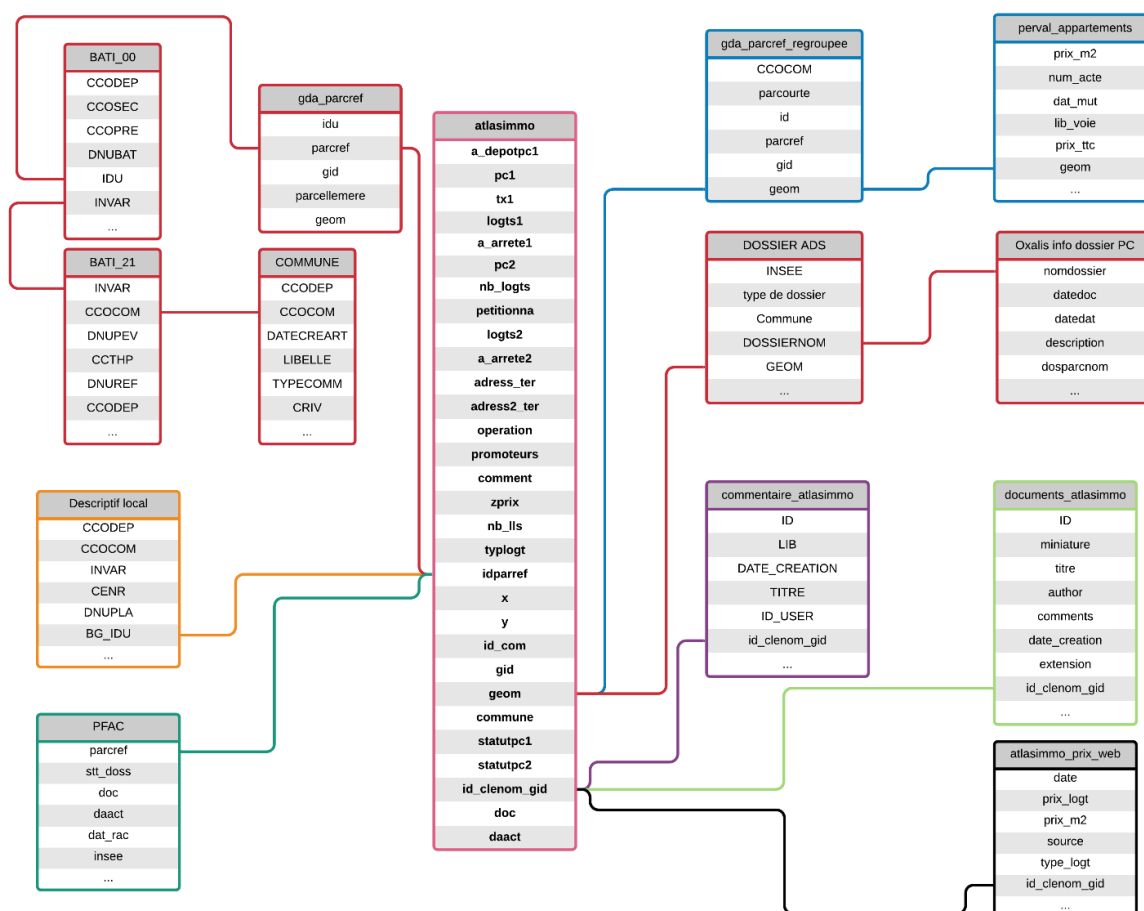 BATI_00
CCODEP
CCOSEC
CCOPRE
DNUBAT
IDU
INVAR
...
gda_parcref
idu
parcref
gid
parcellemere
geom
BATI_21
INVAR
CCOCOM
DNUPEV
CCTHP
DNUREF
CCODEP
...
COMMUNE
CCODEP
CCOCOM
DATECREART
LIBELLE
TYPECOMM
CRIV
...
Descriptif local
CCODEP
CCOCOM
INVAR
CENR
DNUPLA
BG_IDU
...
PFAC
parcref
stt_doss
doc
daact
dat_rac
insee
...
atlasimmo
a_depotpc1
pc1
tx1
logts1
a_arrete1
pc2
nb_logts
petitionna
logts2
a_arrete2
adress_ter
adress2_ter
operation
promoteurs
comment
zprix
nb_lls
typlogt
idparref
x
y
id_com
gid
geom
commune
statutpc1
statutpc2
id_clenom_gid
doc
daact
gda_parcref_regroupee
CCOCOM
parcourte
id
parcref
gid
geom
perval_appartements
prix_m2
num_acte
dat_mut
lib_voie
prix_ttc
geom
...
DOSSIER ADS
INSEE
type de dossier
Commune
DOSSIERNOM
GEOM
...
Oxalis info dossier PC
nomdossier
datedoc
datedat
description
dosparcnom
...
commentaire_atlasimmo
ID
LIB
DATE_CREATION
TITRE
ID_USER
id_clenom_gid
...
documents_atlasimmo
ID
miniature
titre
author
comments
date_creation
extension
id_clenom_gid
...
atlasimmo_prix_web
date
prix_logt
prix_m2
source
type_logt
id_clenom_gid
...